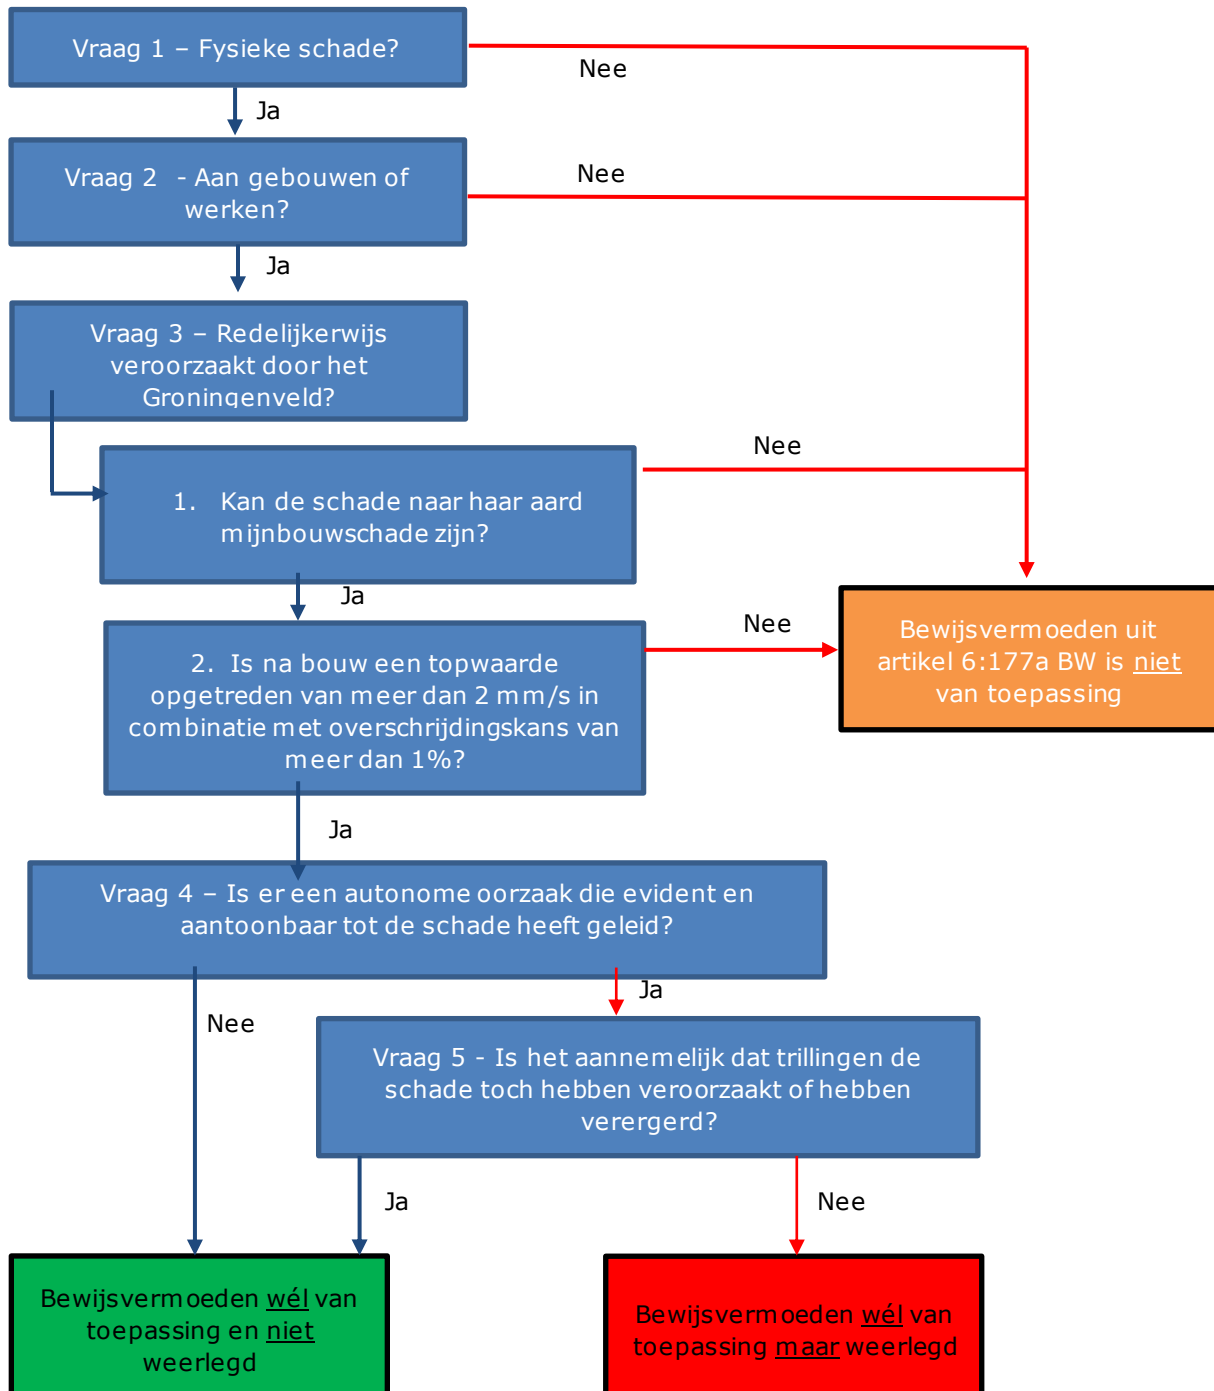 Vraag 1 – Fysieke schade?
Nee
Ja
Vraag 2 - Aan gebouwen of
werken?
Nee
Ja
Vraag 3 – Redelijkerwijs
veroorzaakt door het
Groningenveld?
Nee
1. Kan de schade naar haar aard
mijnbouwschade zijn?
Ja
Nee
2. Is na bouw een topwaarde
opgetreden van meer dan 2 mm/s in
combinatie met overschrijdingskans van
meer dan 1%?
Bewijsvermoeden uit
artikel 6:177a BW is niet
van toepassing
Ja
Vraag 4 – Is er een autonome oorzaak die evident en
aantoonbaar tot de schade heeft geleid?
Ja
Nee
Vraag 5 - Is het aannemelijk dat trillingen de
schade toch hebben veroorzaakt of hebben
verergerd?
Ja
Nee
Bewijsvermoeden wél van
toepassing en niet
weerlegd
Bewijsvermoeden wél van
toepassing maar weerlegd